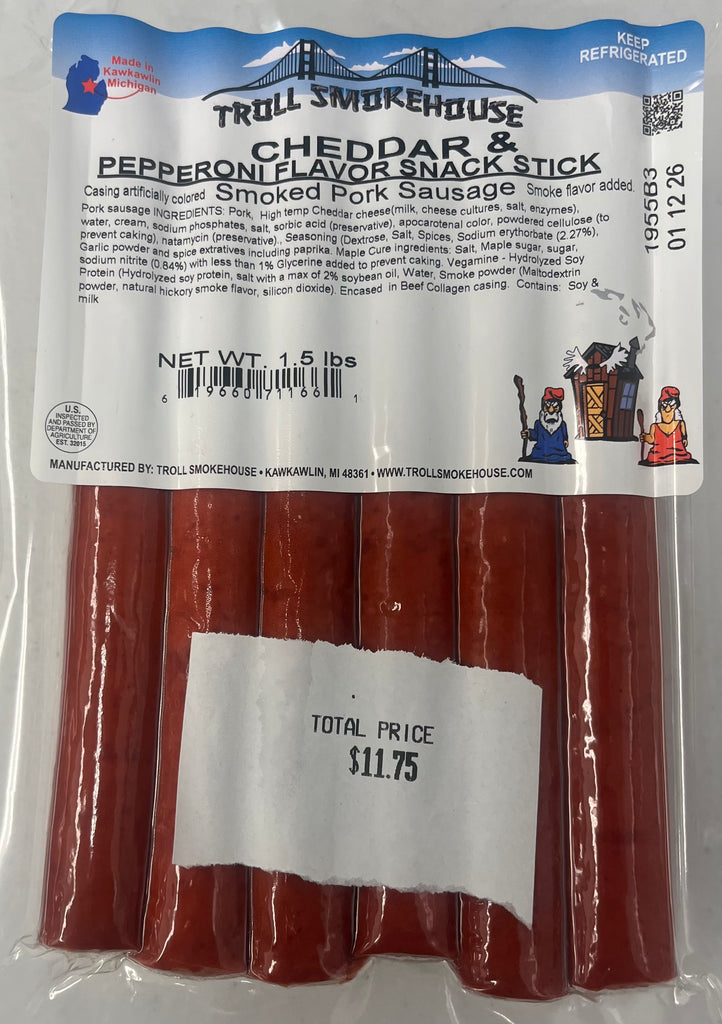 Made in
Kawkawlin
Michigan
KEEP
REFRIGERATED
TROLL SMOKEHOUSE
CHEDDAR &
PEPPERONI FLAVOR SNACK STICK
Casing artificially colored Smoked Pork Sausage Smoke flavor added.
Pork sausage INGREDIENTS: Pork, High temp Cheddar cheese(milk, cheese cultures, salt, enzymes),
water, cream, sodium phosphates, salt, sorbic acid (preservative), apocarotenal color, powdered cellulose (to
prevent caking), natamycin (preservative)., Seasoning (Dextrose, Salt, Spices, Sodium erythorbate (2.27%),
Garlic powder and spice extratives including paprika. Maple Cure ingredients: Salt, Maple sugar, sugar,
sodium nitrite (0.84%) with less than 1% Glycerine added to prevent caking. Vegamine - Hydrolyzed Soy
Protein (Hydrolyzed soy protein, salt with a max of 2% soybean oil, Water, Smoke powder (Maltodextrin
powder, natural hickory smoke flavor, silicon dioxide). Encased in Beef Collagen casing. Contains: Soy &
milk
1955B3
01 12 26
NET WT. 1.5 lbs
6 19660 71166 1
U.S.
INSPECTED
AND PASSED BY
DEPARTMENT OF
AGRICULTURE
EST. 32015
MANUFACTURED BY: TROLL SMOKEHOUSE • KAWKAWLIN, MI 48361 • WWW.TROLLSMOKEHOUSE.COM
TOTAL PRICE
$11.75